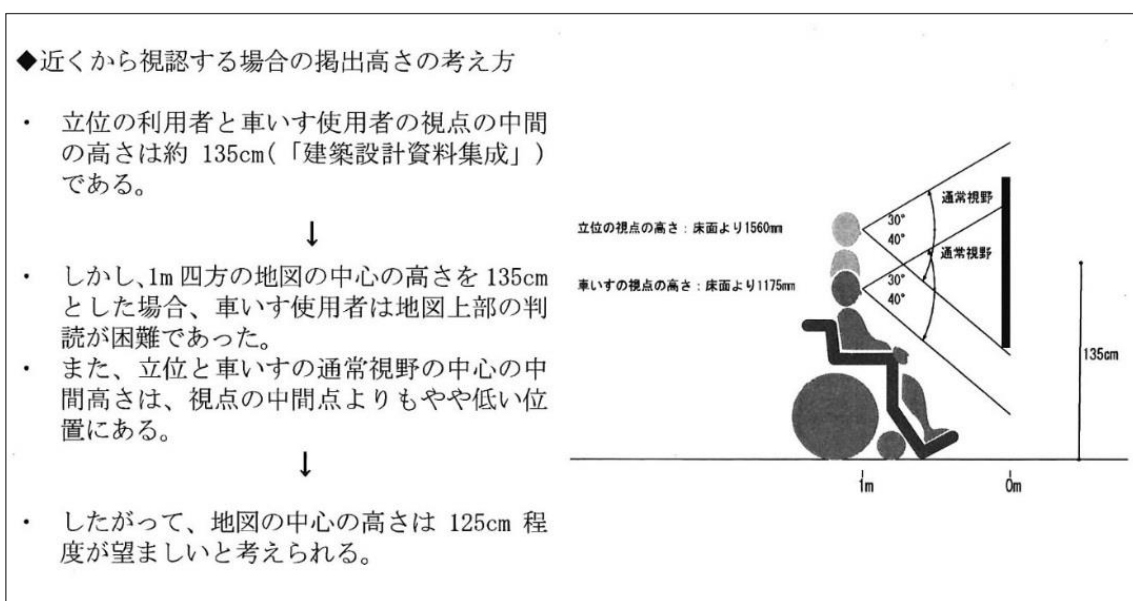 ◆近くから視認する場合の掲出高さの考え方
・ 立位の利用者と車いす使用者の視点の中間
の高さは約 135cm(「建築設計資料集成」)
である。
↓
・ しかし、1m 四方の地図の中心の高さを 135cm
とした場合、車いす使用者は地図上部の判
読が困難であった。
・ また、立位と車いすの通常視野の中心の中
間高さは、視点の中間点よりもやや低い位
置にある。
↓
・ したがって、地図の中心の高さは 125cm 程
度が望ましいと考えられる。
通常視野
立位の視点の高さ：床面より1560mm
30°
40°
通常視野
車いすの視点の高さ：床面より1175mm
30°
40°
135cm
1m
0m